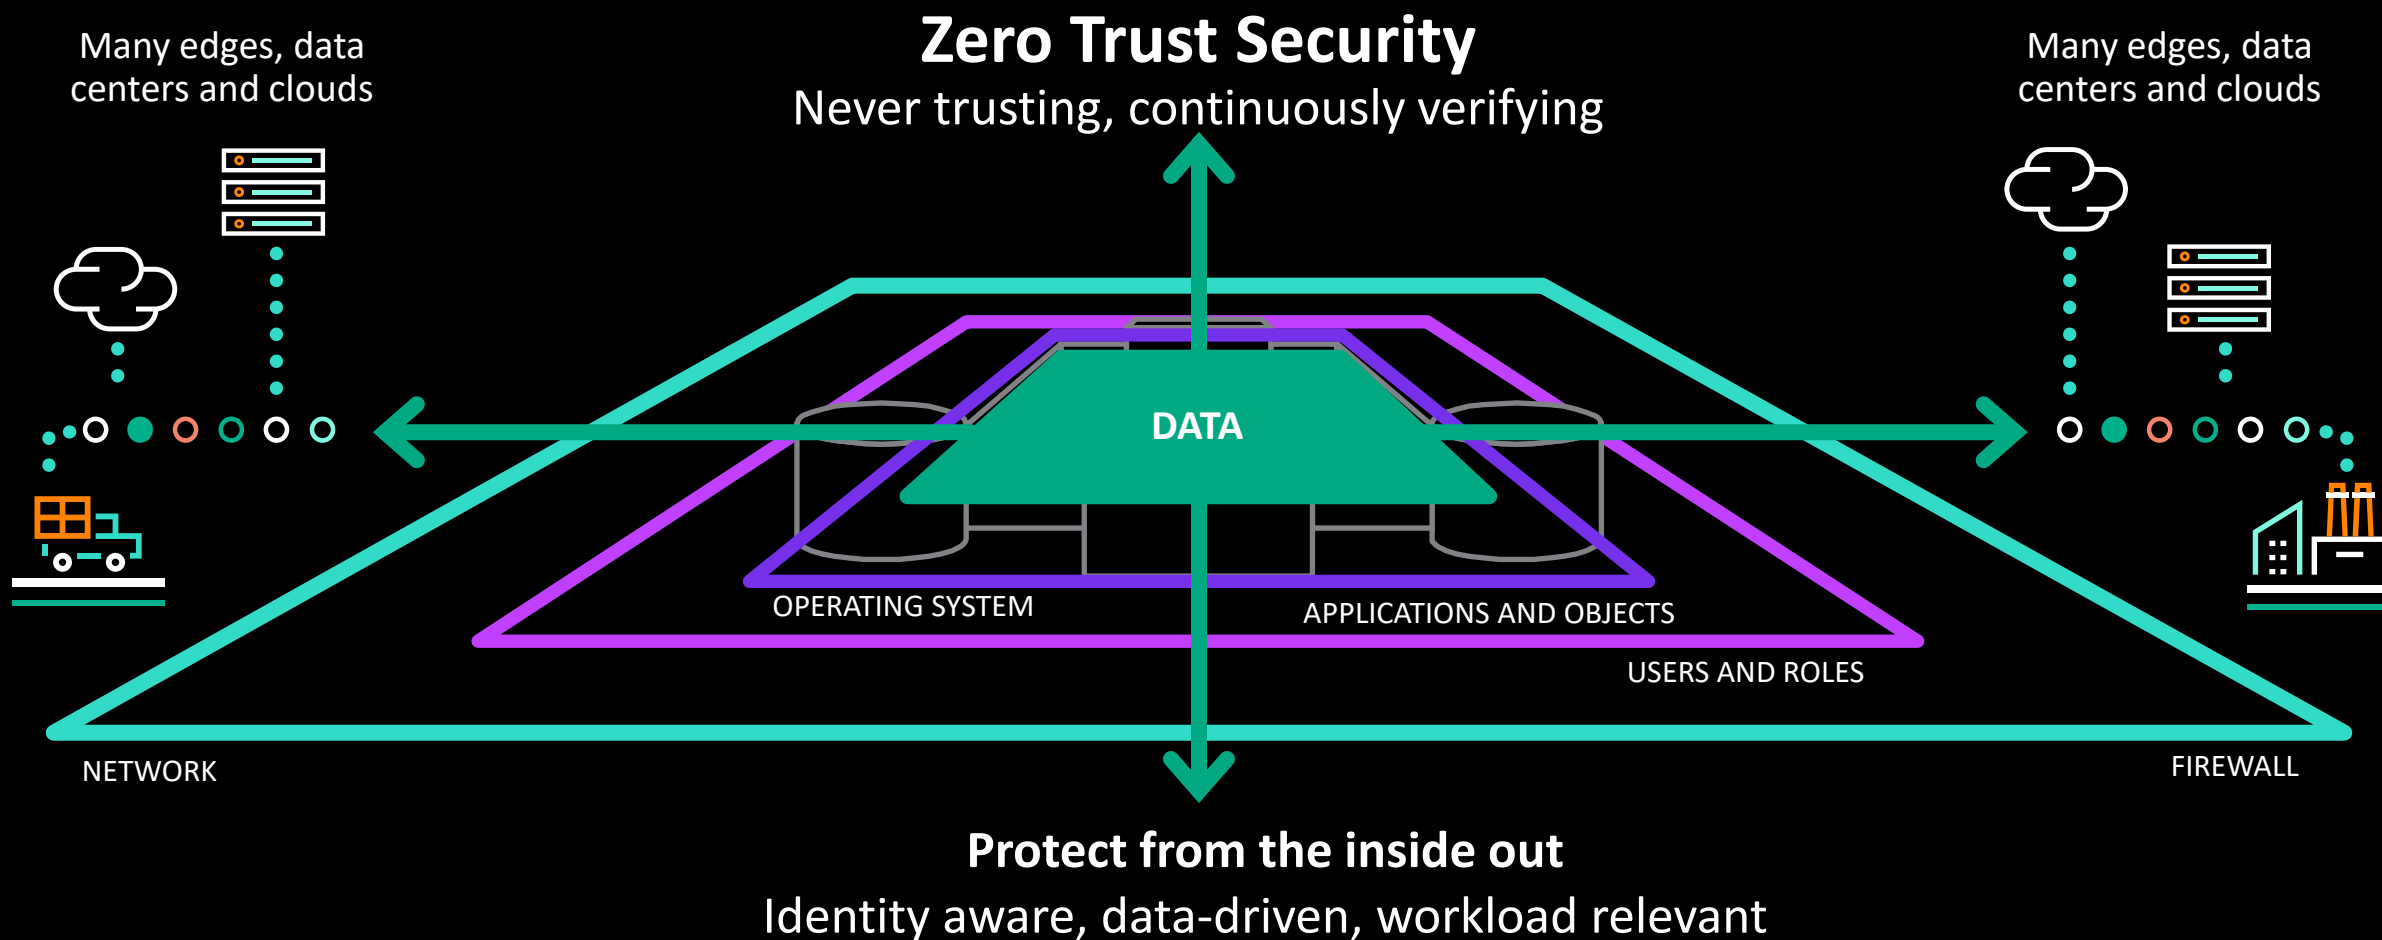 Zero Trust Security
Never trusting, continuously verifying
Many edges, data
centers and clouds
Many edges, data
centers and clouds
DATA
OPERATING SYSTEM
APPLICATIONS AND OBJECTS
USERS AND ROLES
NETWORK
FIREWALL
Protect from the inside out
Identity aware, data-driven, workload relevant